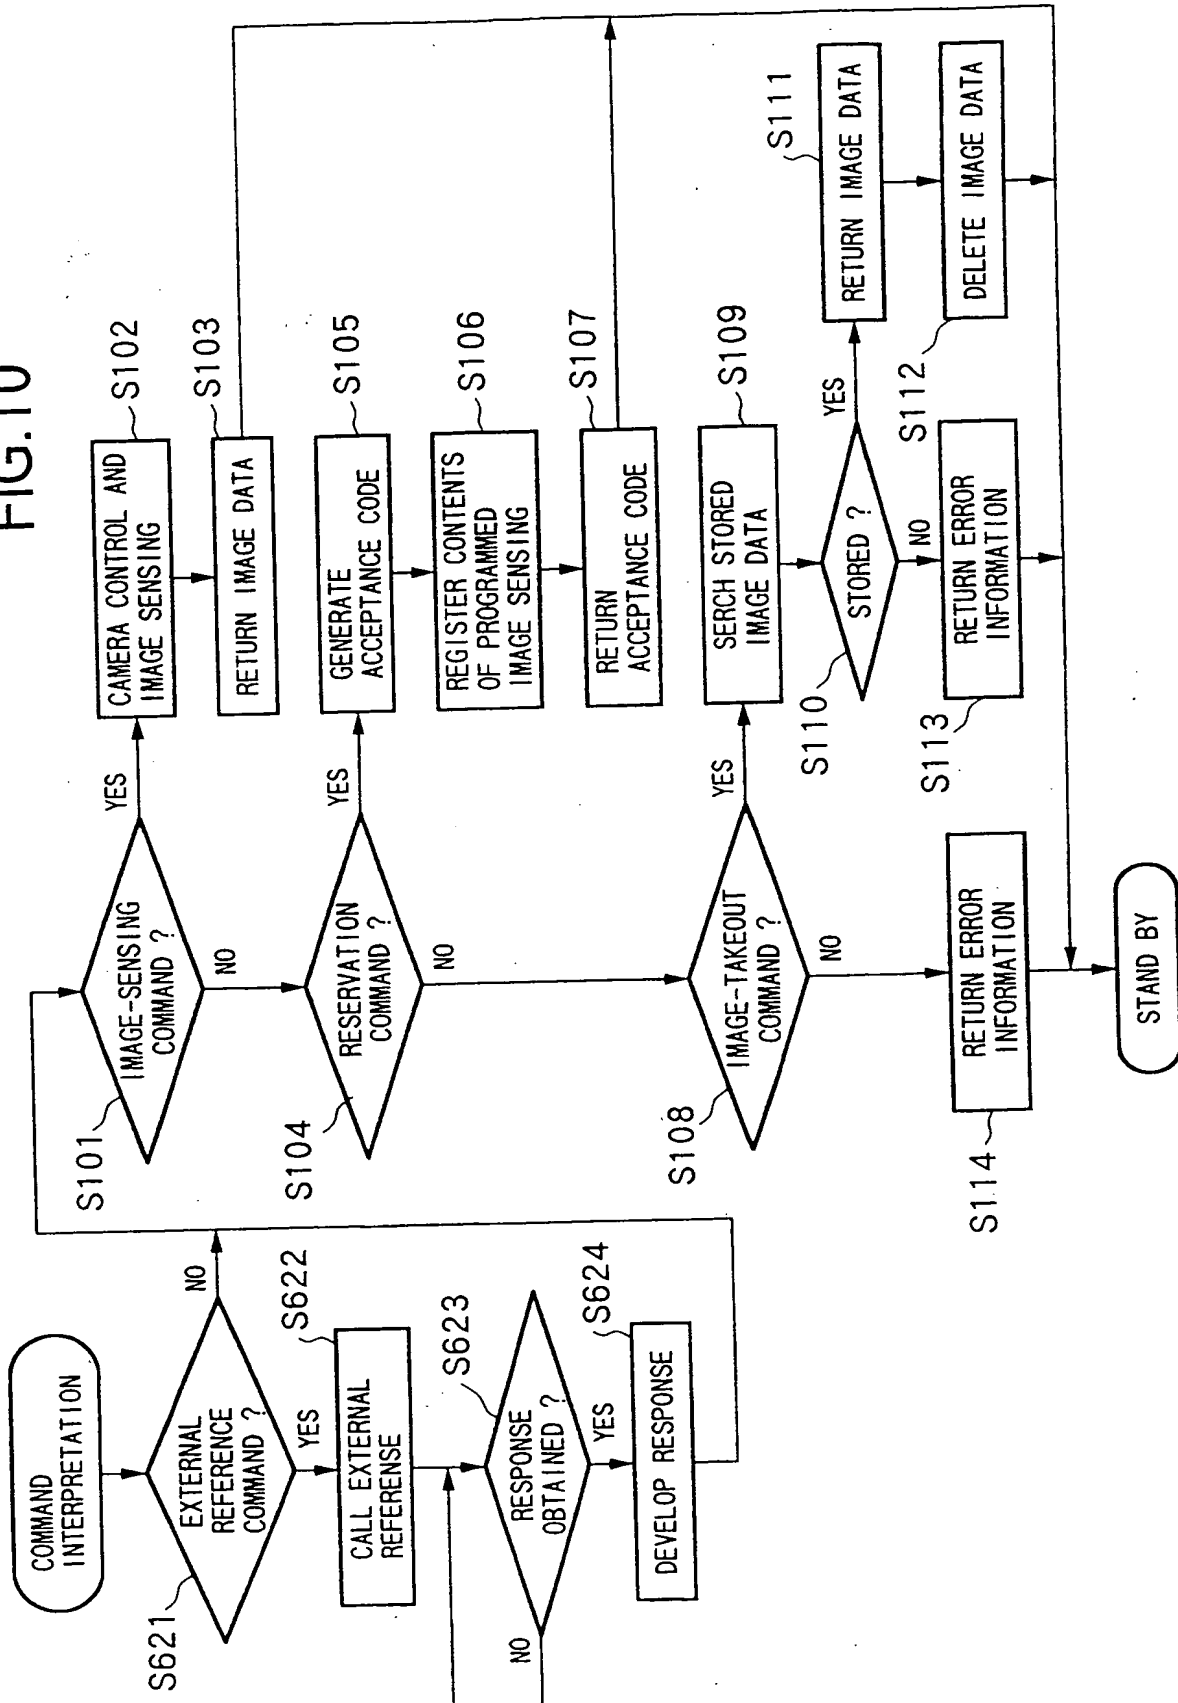 FIG.10
COMMAND
INTERPRETATION
S621
EXTERNAL
REFERENCE
COMMAND ?
NO
YES
S622
CALL EXTERNAL
REFERENSE
S623
RESPONSE
OBTAINED ?
NO
YES
S624
DEVELOP RESPONSE
S101
IMAGE-SENSING
COMMAND ?
YES
NO
S102
CAMERA CONTROL AND
IMAGE SENSING
S103
RETURN IMAGE DATA
S104
RESERVATION
COMMAND ?
YES
NO
S105
GENERATE
ACCEPTANCE CODE
S106
REGISTER CONTENTS
OF PROGRAMMED
IMAGE SENSING
S107
RETURN
ACCEPTANCE CODE
S108
IMAGE-TAKEOUT
COMMAND ?
YES
NO
S109
SERCH STORED
IMAGE DATA
S110
STORED ?
YES
NO
S111
RETURN IMAGE DATA
S112
DELETE IMAGE DATA
S113
RETURN ERROR
INFORMATION
S114
RETURN ERROR
INFORMATION
STAND BY